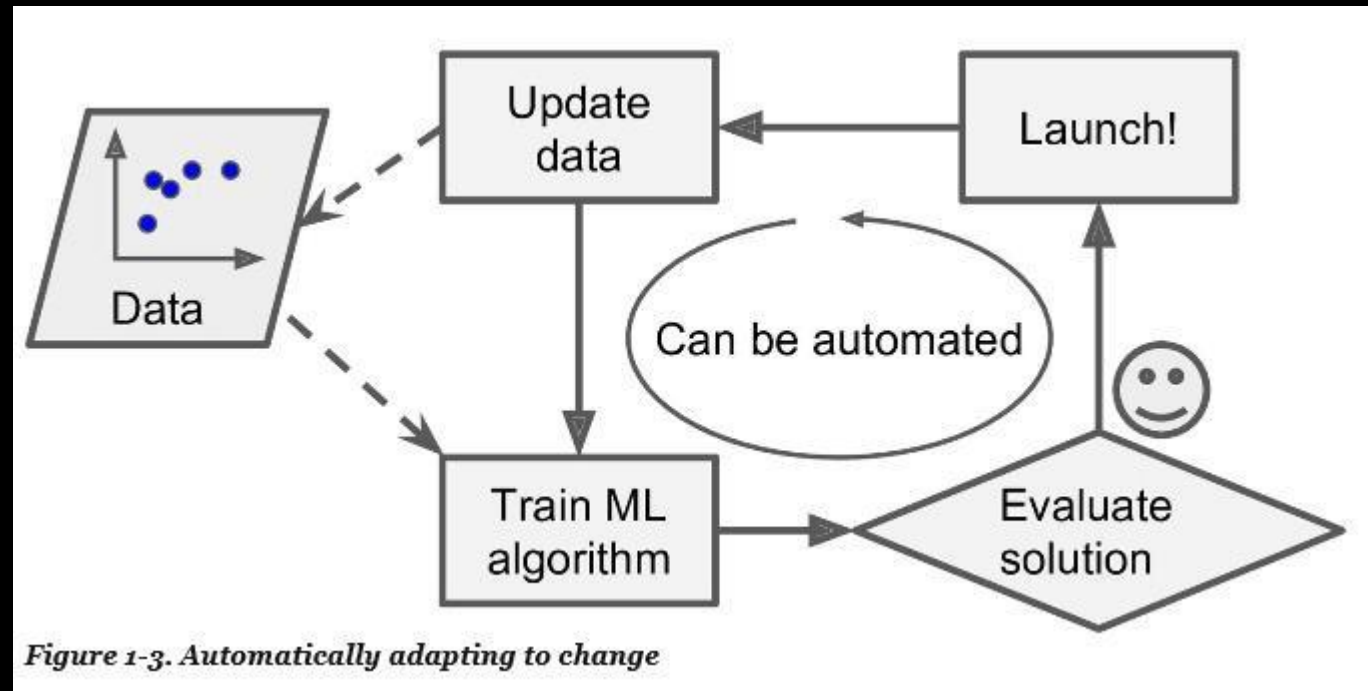 Update
data
Launch!
Data
Can be automated
Train ML
algorithm
Evaluate
solution
Figure 1-3. Automatically adapting to change